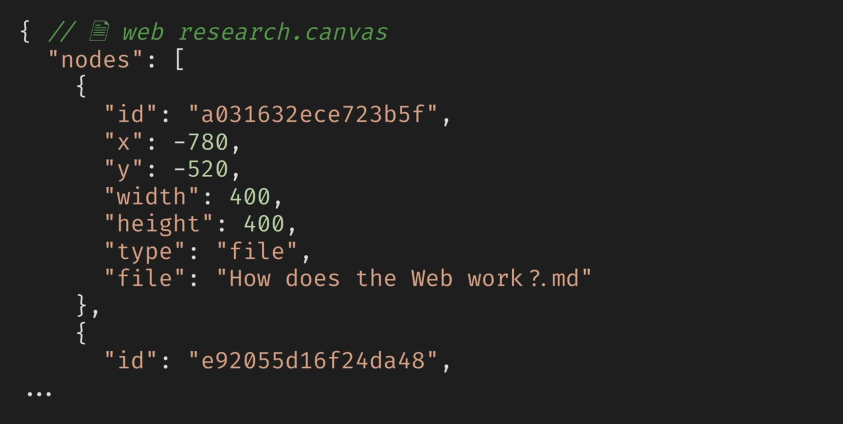 { // 🗎 web research.canvas
"nodes": [
{
"id": "a031632ece723b5f",
"x": -780,
"y": -520,
"width": 400,
"height": 400,
"type": "file",
"file": "How does the Web work?.md"
},
{
"id": "e92055d16f24da48",
...